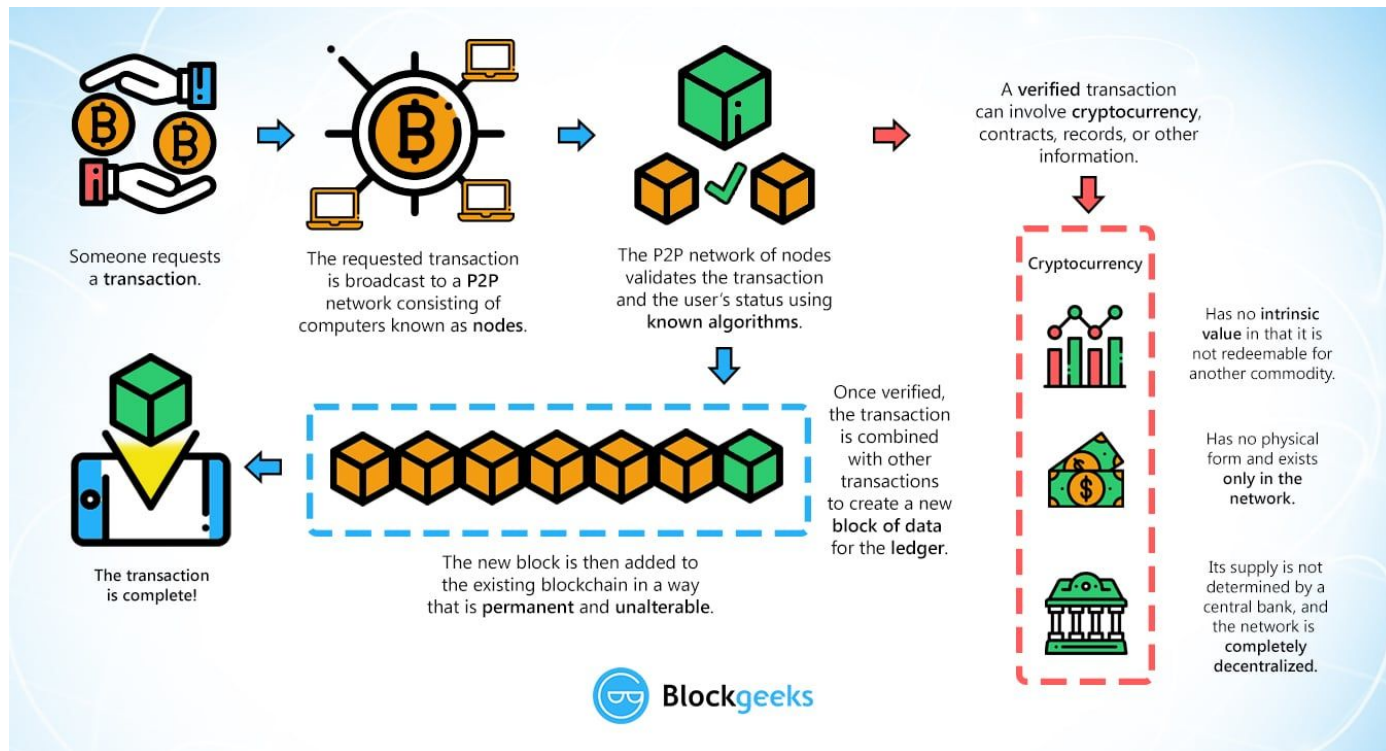 Someone requests
a transaction.
The requested transaction
is broadcast to a P2P
network consisting of
computers known as nodes.
The P2P network of nodes
validates the transaction
and the user's status using
known algorithms.
A verified transaction
can involve cryptocurrency,
contracts, records, or other
information.
Cryptocurrency
Has no intrinsic
value in that it is
not redeemable for
another commodity.
Has no physical
form and exists
only in the
network.
Its supply is not
determined by a
central bank, and
the network is
completely
decentralized.
Once verified,
the transaction
is combined
with other
transactions
to create a new
block of data
for the ledger.
The new block is then added to
the existing blockchain in a way
that is permanent and unalterable.
The transaction
is complete!
Blockgeeks